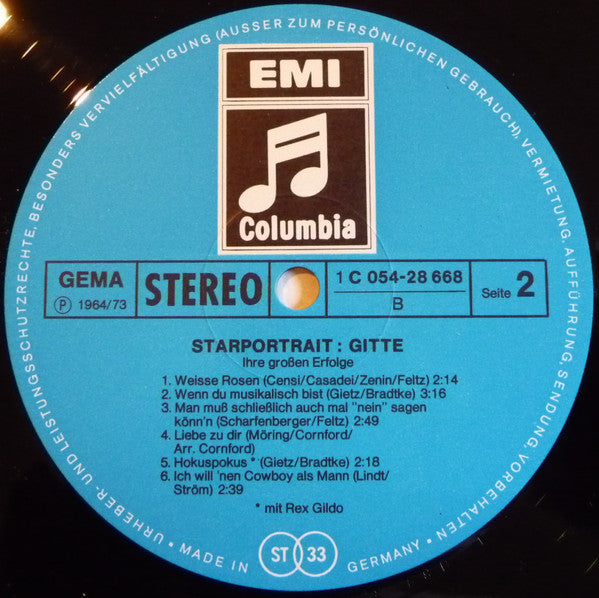 URHEBER- UND LEISTUNGSSCHUTZRECHTE, BESONDERS VERVIELFÄLTIGUNG (AUSSER ZUM PERSÖNLICHEN GEBRAUCH), VERMIETUNG, AUFFÜHRUNG, SENDUNG, VORBEHALTEN •
EMI
Columbia
GEMA
Ⓟ 1964/73
STEREO
1 C 054-28 668
B
Seite 2
STARPORTRAIT : GITTE
Ihre großen Erfolge
1. Weisse Rosen (Censi/Casadei/Zenin/Feltz) 2:14
2. Wenn du musikalisch bist (Gietz/Bradtke) 3:16
3. Man muß schließlich auch mal "nein" sagen
könn'n (Scharfenberger/Feltz) 2:49
4. Liebe zu dir (Möring/Cornford/
Arr. Cornford)
5. Hokuspokus * (Gietz/Bradtke) 2:18
6. Ich will 'nen Cowboy als Mann (Lindt/
Ström) 2:39
* mit Rex Gildo
• MADE IN GERMANY •
ST 33